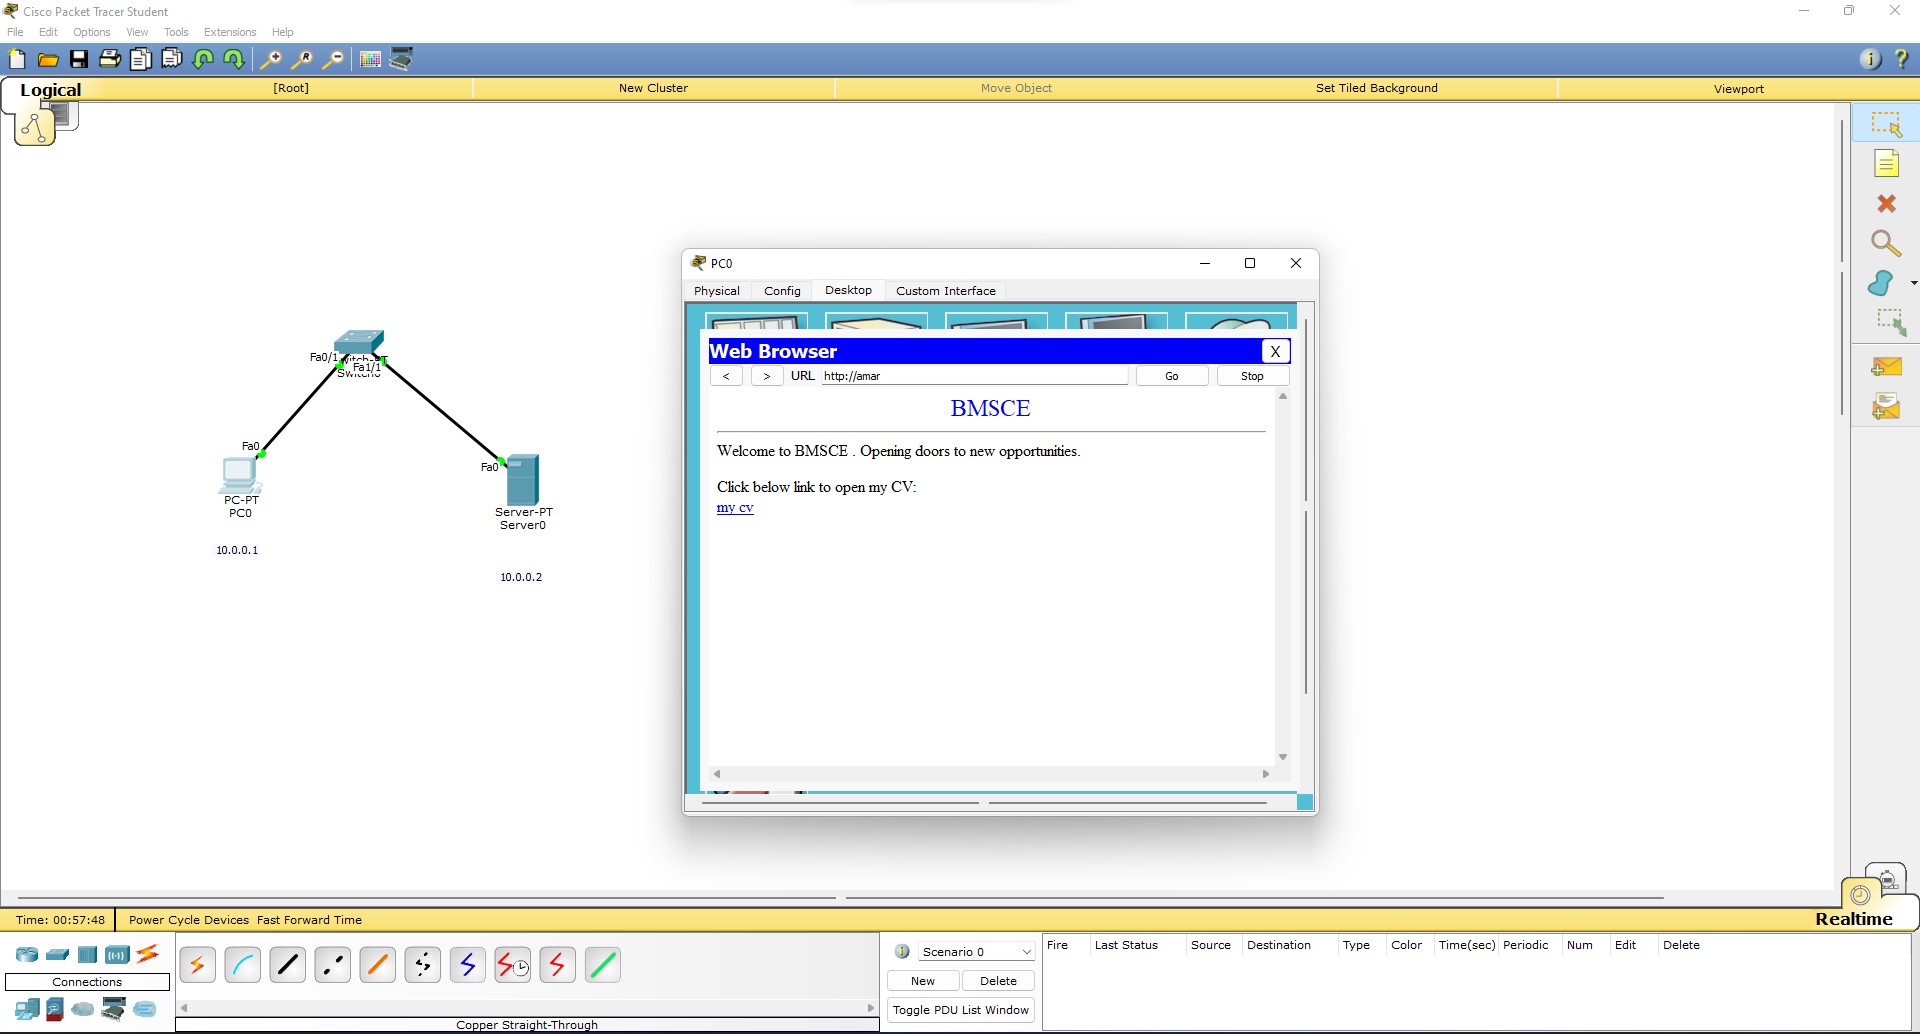 Cisco Packet Tracer Student
File Edit Options View Tools Extensions Help
Logical [Root] New Cluster Move Object Set Tiled Background Viewport
PC0
Physical Config Desktop Custom Interface
Web Browser X
< > URL http://amar Go Stop
BMSCE
Welcome to BMSCE . Opening doors to new opportunities.
Click below link to open my CV:
my cv
Fa0/1
Fa1/1
Switch0
Fa0
PC-PT
PC0
10.0.0.1
Fa0
Server-PT
Server0
10.0.0.2
Time: 00:57:48 Power Cycle Devices Fast Forward Time Realtime
Connections
Copper Straight-Through
Scenario 0
New Delete
Toggle PDU List Window
Fire Last Status Source Destination Type Color Time(sec) Periodic Num Edit Delete